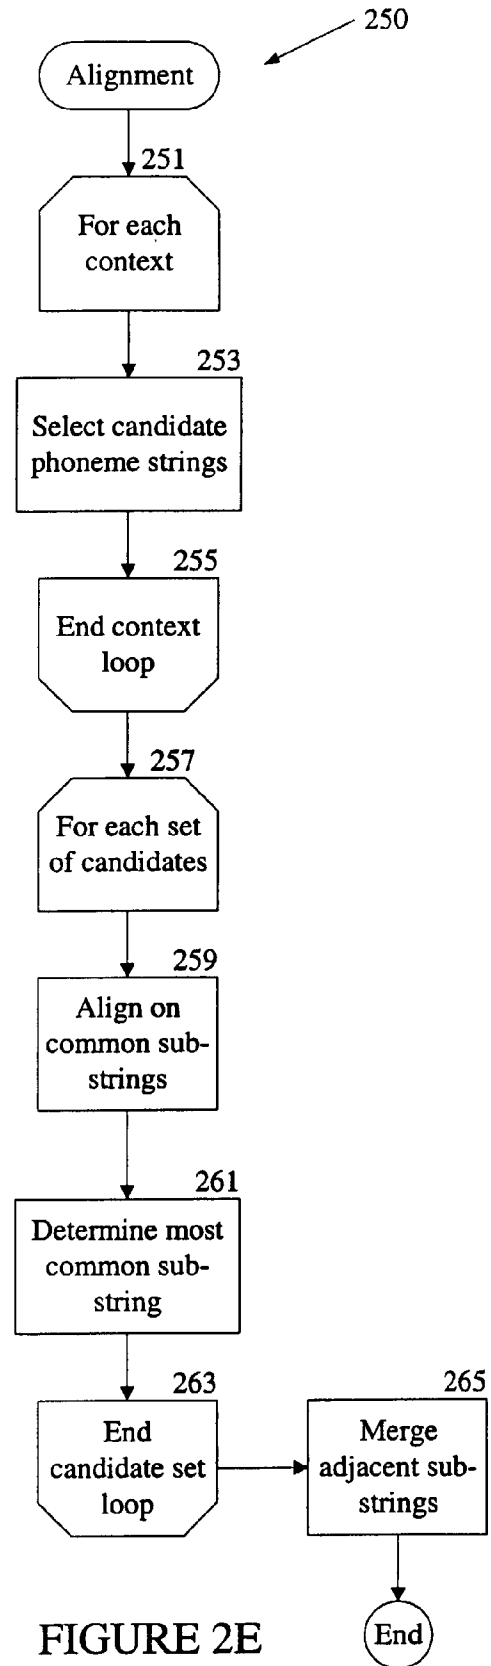 250
Alignment
251
For each
context
253
Select candidate
phoneme strings
255
End context
loop
257
For each set
of candidates
259
Align on
common sub-
strings
261
Determine most
common sub-
string
263
End
candidate set
loop
265
Merge
adjacent sub-
strings
End
FIGURE 2E